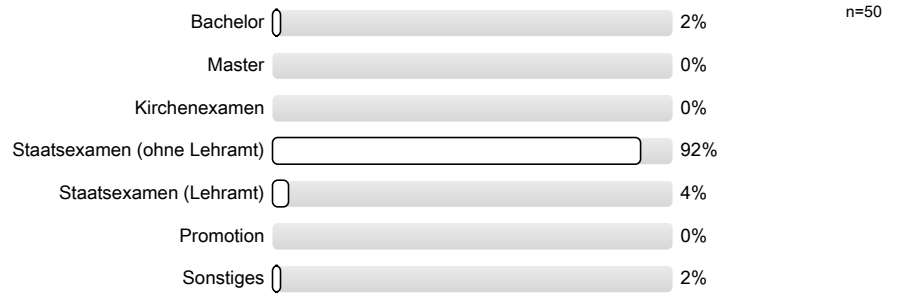 Bachelor 2% n=50
Master 0%
Kirchenexamen 0%
Staatsexamen (ohne Lehramt) 92%
Staatsexamen (Lehramt) 4%
Promotion 0%
Sonstiges 2%